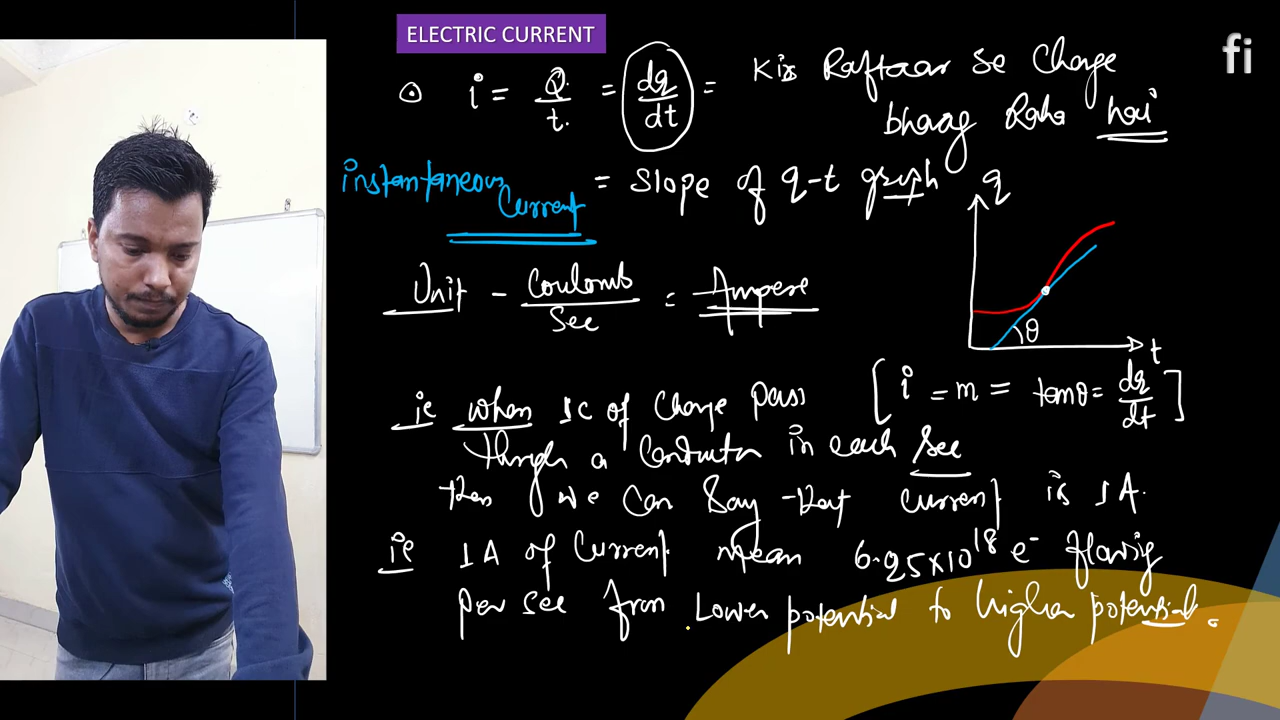 ELECTRIC CURRENT
fi
⊙ i = Q/t. = dq/dt = Kis Raftaar se Charge
bhaag Raha hai
instantaneous Current = Slope of q-t graph
q
Unit - Coulomb/Sec = Ampere
θ
t
ie when 1C of Charge pass
[ i = m = tanθ = dq/dt ]
through a Conductor in each sec
then we can say that current is 1A.
ie 1A of Current mean 6.25×10¹⁸ e⁻ flowing
per sec from Lower potential to higher potential.